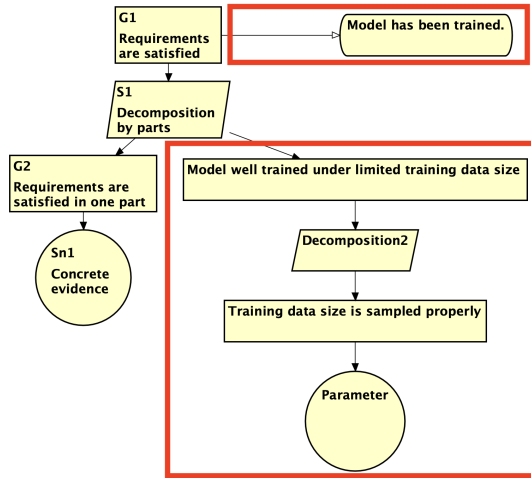 G1
Requirements
are satisfied
Model has been trained.
S1
Decomposition
by parts
G2
Requirements are
satisfied in one part
Sn1
Concrete
evidence
Model well trained under limited training data size
Decomposition2
Training data size is sampled properly
Parameter